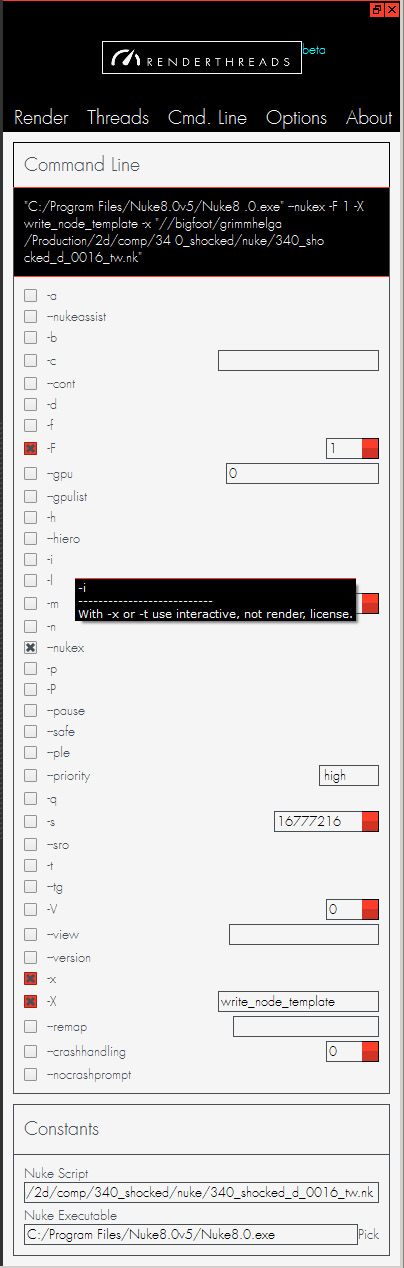 RENDERTHREADS beta
Render Threads Cmd. Line Options About
Command Line
"C:/Program Files/Nuke8.0v5/Nuke8 .0.exe" --nukex -F 1 -X
write_node_template -x "//bigfoot/grimmhelga
/Production/2d/comp/34 0_shocked/nuke/340_sho
cked_d_0016_tw.nk"
-a
--nukeassist
-b
-c
--cont
-d
-f
-F 1
--gpu 0
--gpulist
-h
--hiero
-i
-l
-i
---------------------------
With -x or -t use interactive, not render, license.
-m
-n
--nukex
-p
-P
--pause
--safe
--ple
--priority high
-q
-s 16777216
--sro
-t
--tg
-V 0
--view
--version
-x
-X write_node_template
--remap
--crashhandling 0
--nocrashprompt
Constants
Nuke Script
/2d/comp/340_shocked/nuke/340_shocked_d_0016_tw.nk
Nuke Executable
C:/Program Files/Nuke8.0v5/Nuke8.0.exe Pick